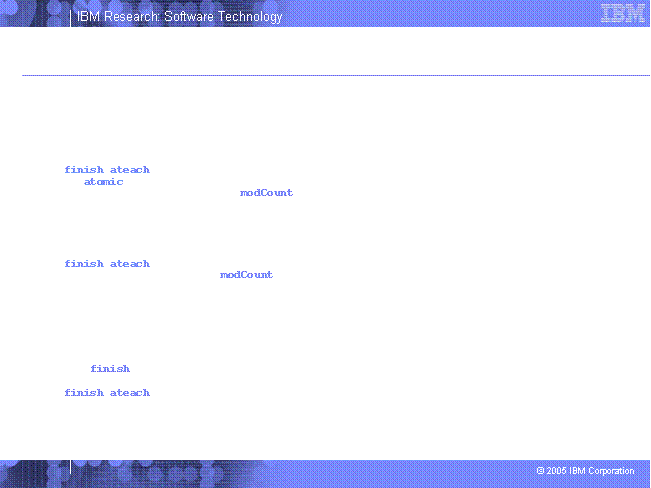 IBM Research: Software Technology
IBM
finish ateach
atomic
modCount
finish ateach
modCount
finish
finish ateach
© 2005 IBM Corporation